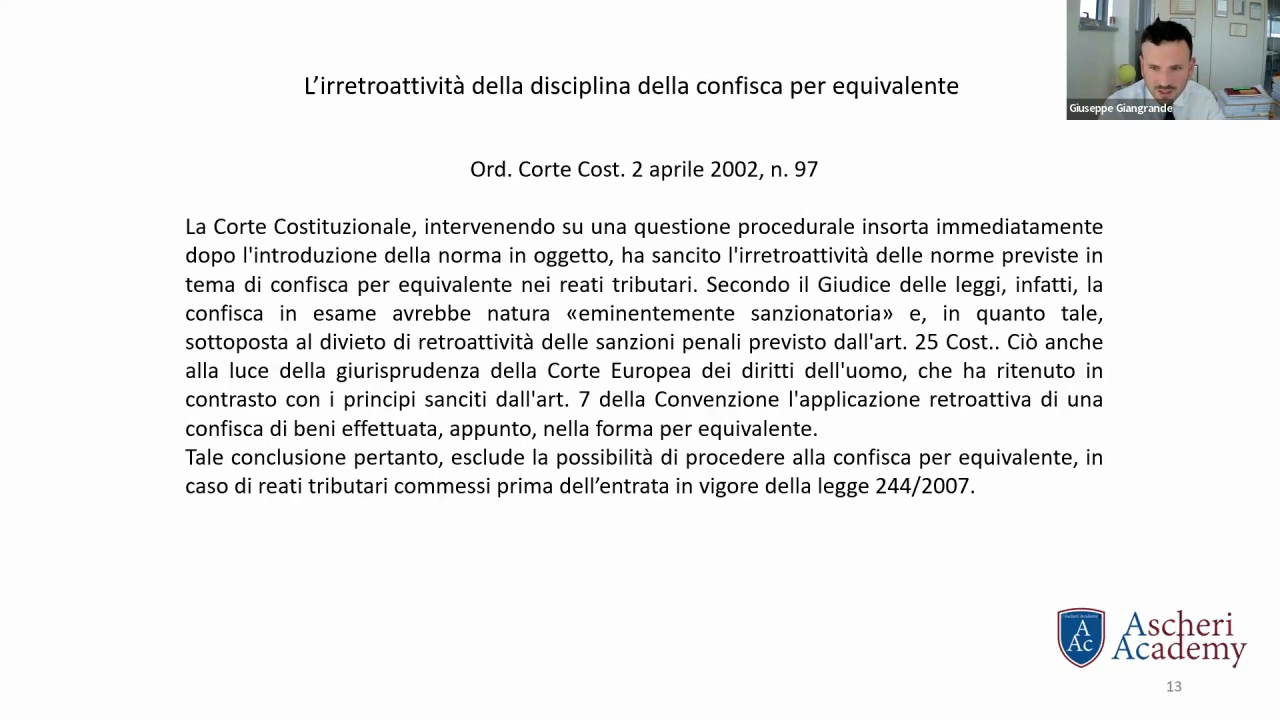 Giuseppe Giangrande
L’irretroattività della disciplina della confisca per equivalente
Ord. Corte Cost. 2 aprile 2002, n. 97
La Corte Costituzionale, intervenendo su una questione procedurale insorta immediatamente
dopo l'introduzione della norma in oggetto, ha sancito l'irretroattività delle norme previste in
tema di confisca per equivalente nei reati tributari. Secondo il Giudice delle leggi, infatti, la
confisca in esame avrebbe natura «eminentemente sanzionatoria» e, in quanto tale,
sottoposta al divieto di retroattività delle sanzioni penali previsto dall'art. 25 Cost.. Ciò anche
alla luce della giurisprudenza della Corte Europea dei diritti dell'uomo, che ha ritenuto in
contrasto con i principi sanciti dall'art. 7 della Convenzione l'applicazione retroattiva di una
confisca di beni effettuata, appunto, nella forma per equivalente.
Tale conclusione pertanto, esclude la possibilità di procedere alla confisca per equivalente, in
caso di reati tributari commessi prima dell’entrata in vigore della legge 244/2007.
Ascheri Academy
A
Ac
Ascheri
Academy
13